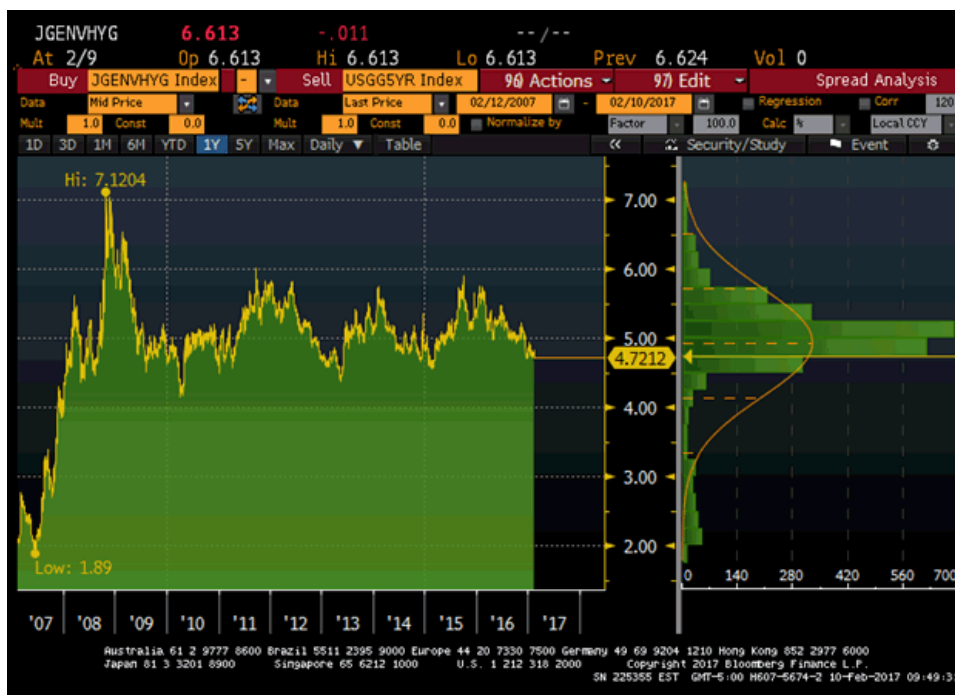 JGENVHYG 6.613 -.011 --/--
At 2/9 Op 6.613 Hi 6.613 Lo 6.613 Prev 6.624 Vol 0
Buy JGENVHYG Index - Sell USGG5YR Index 96) Actions 97) Edit Spread Analysis
Data Mid Price Data Last Price 02/12/2007 - 02/10/2017 Regression Corr 120
Mult 1.0 Const 0.0 Mult 1.0 Const 0.0 Normalize by Factor 100.0 Calc % Local CCY
1D 3D 1M 6M YTD 1Y 5Y Max Daily ▼ Table « Security/Study Event
Hi: 7.1204
7.00
6.00
5.00
4.7212
4.00
3.00
2.00
Low: 1.89
0 140 280 420 560 700
'07 '08 '09 '10 '11 '12 '13 '14 '15 '16 '17
Australia 61 2 9777 8600 Brazil 5511 2395 9000 Europe 44 20 7330 7500 Germany 49 69 9204 1210 Hong Kong 852 2977 6000
Japan 81 3 3201 8900 Singapore 65 6212 1000 U.S. 1 212 318 2000 Copyright 2017 Bloomberg Finance L.P.
SN 225355 EST GMT-5:00 H607-5674-2 10-Feb-2017 09:49:3